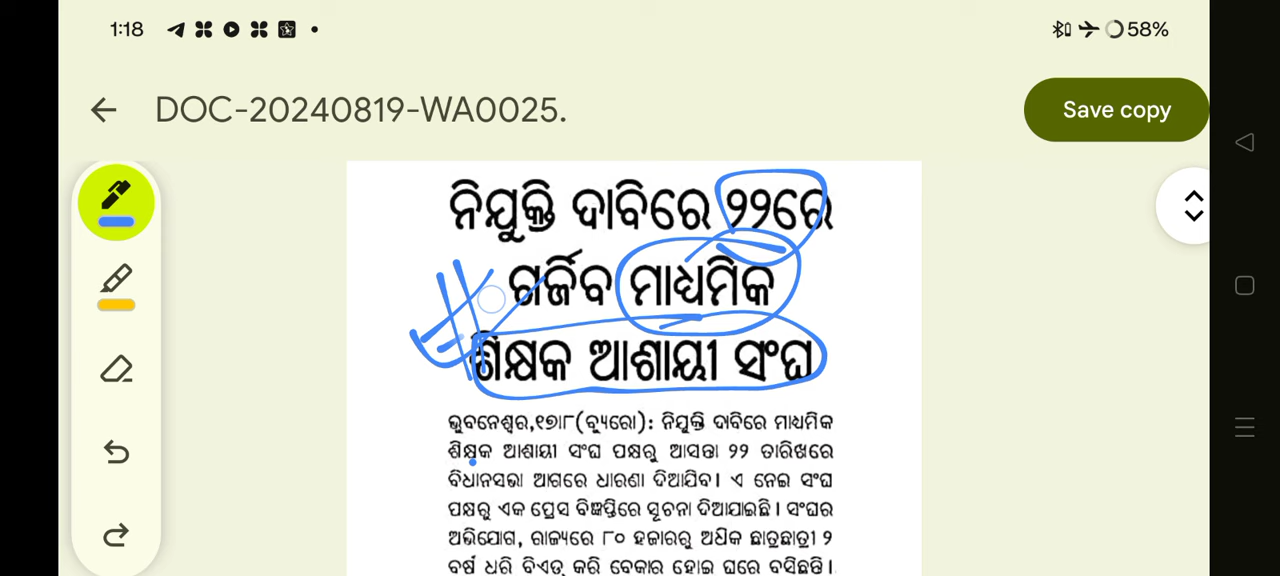 1:18
58%
DOC-20240819-WA0025.
Save copy
ନିଯୁକ୍ତି ଦାବିରେ ୨୨ରେ
ଗର୍ଜିବ ମାଧ୍ୟମିକ
ଶିକ୍ଷକ ଆଶାୟୀ ସଂଘ
ଭୁବନେଶ୍ୱର,୧୭ା୮(ବ୍ୟୁରୋ): ନିଯୁକ୍ତି ଦାବିରେ ମାଧ୍ୟମିକ
ଶିକ୍ଷକ ଆଶାୟୀ ସଂଘ ପକ୍ଷରୁ ଆସନ୍ତା ୨୨ ତାରିଖରେ
ବିଧାନସଭା ଆଗରେ ଧାରଣା ଦିଆଯିବ। ଏ ନେଇ ସଂଘ
ପକ୍ଷରୁ ଏକ ପ୍ରେସ ବିଜ୍ଞପ୍ତିରେ ସୂଚନା ଦିଆଯାଇଛି। ସଂଘର
ଅଭିଯୋଗ, ରାଜ୍ୟରେ ୮୦ ହଜାରରୁ ଅଧିକ ଛାତ୍ରଛାତ୍ରୀ ୨
ବର୍ଷ ଧରି ବିଏଡ୍ କରି ବେକାର ହୋଇ ଘରେ ବସିଛନ୍ତି।